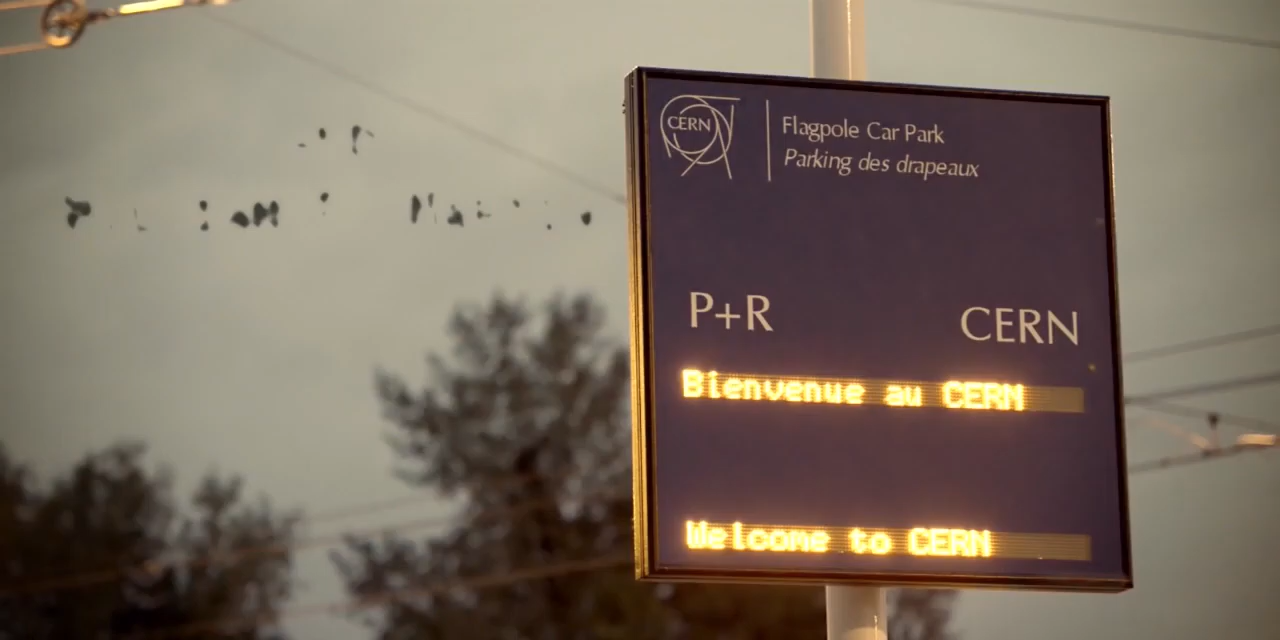 CERN
Flagpole Car Park
Parking des drapeaux
P+R CERN
Bienvenue au CERN
Welcome to CERN